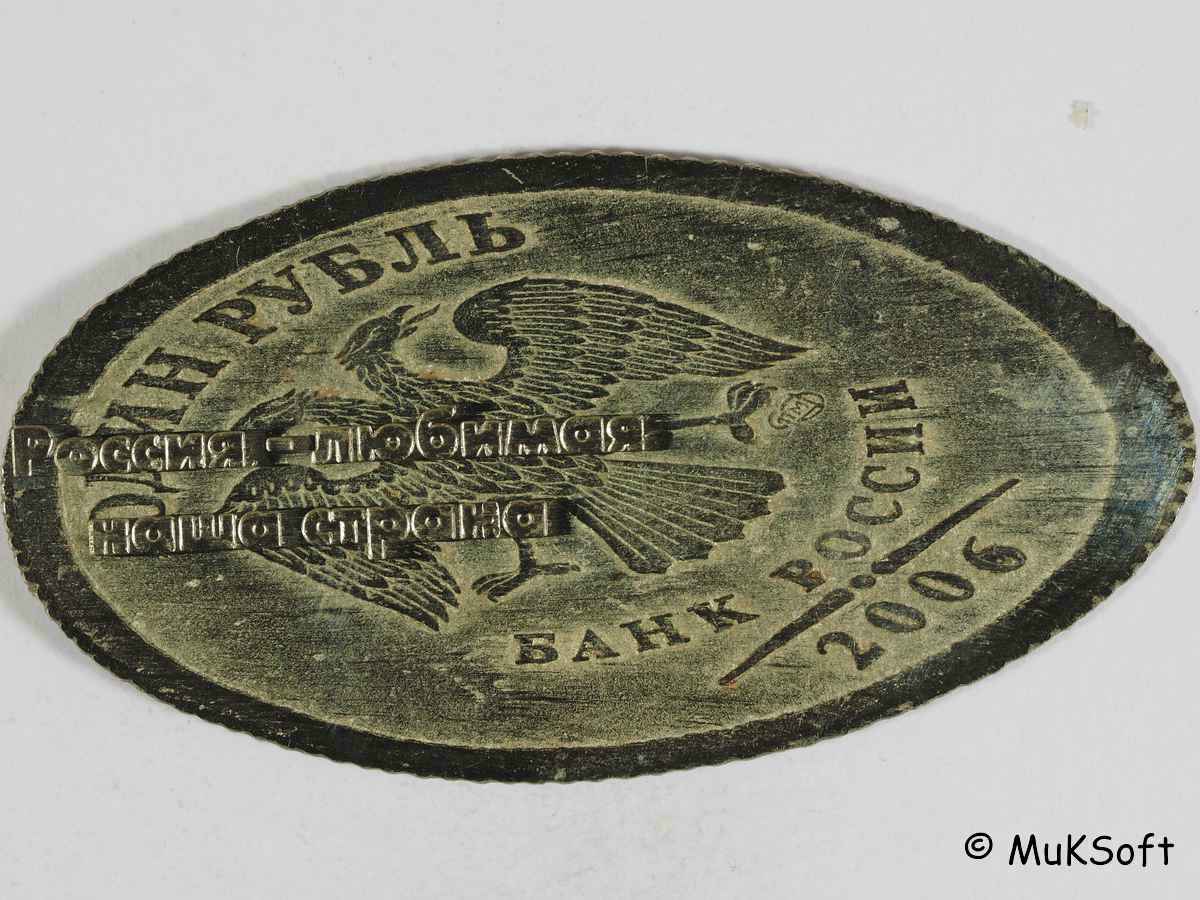 ОДИН РУБЛЬ
Россия - любимая
наша страна
БАНК РОССИИ
2006
© MuKSoft